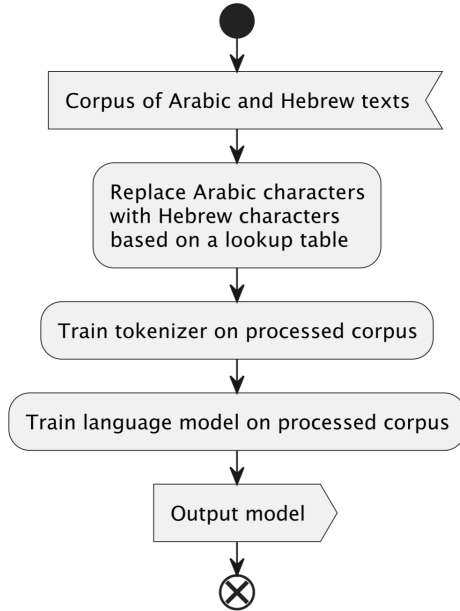 Corpus of Arabic and Hebrew texts
Replace Arabic characters
with Hebrew characters
based on a lookup table
Train tokenizer on processed corpus
Train language model on processed corpus
Output model